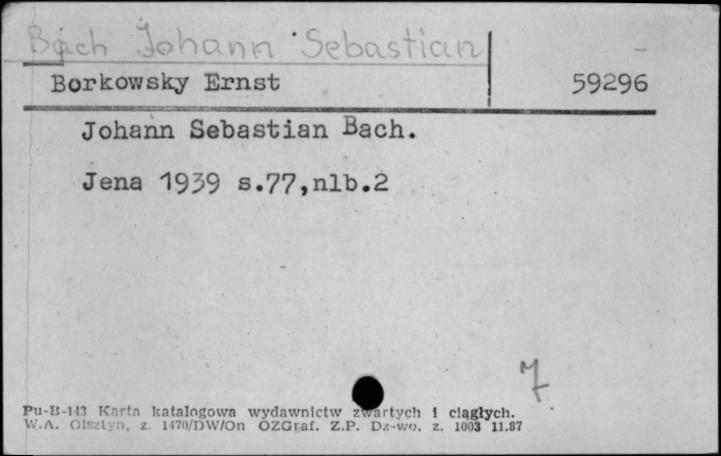 Bach Johann Sebastian
Borkowsky Ernst 59296
Johann Sebastian Bach.
Jena 1939 s.77,nlb.2
7
Pu-B-143 Karta katalogowa wydawnictw zwartych i ciągłych.
W.A. Olsztyn, z. 1470/DW/On OZGraf. Z.P. Dz-wo. z. 1003 11.87